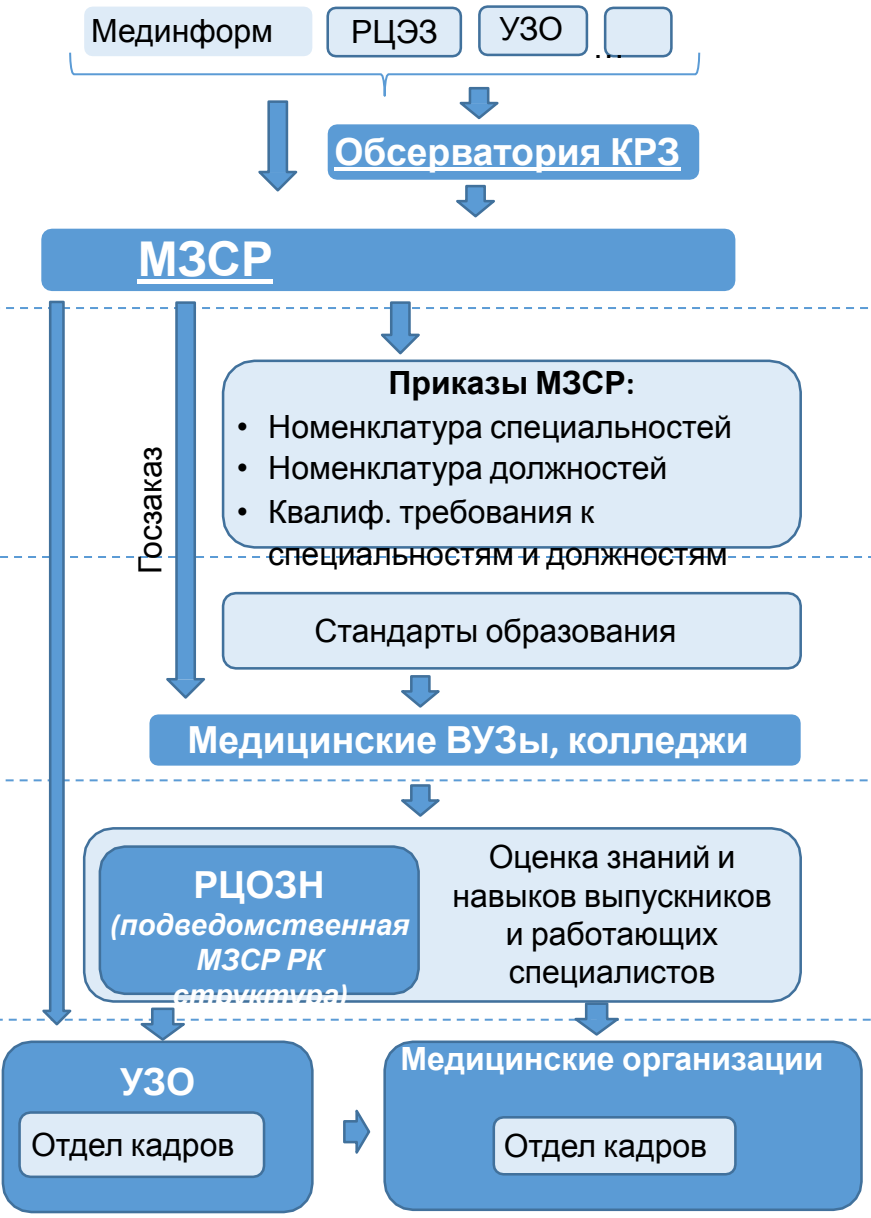 Мединформ
РЦЭЗ
УЗО
...
Обсерватория КРЗ
МЗСР
Госзаказ
Приказы МЗСР:
• Номенклатура специальностей
• Номенклатура должностей
• Квалиф. требования к
специальностям и должностям
Стандарты образования
Медицинские ВУЗы, колледжи
РЦОЗН
(подведомственная
МЗСР РК
структура)
Оценка знаний и
навыков выпускников
и работающих
специалистов
УЗО
Отдел кадров
Медицинские организации
Отдел кадров